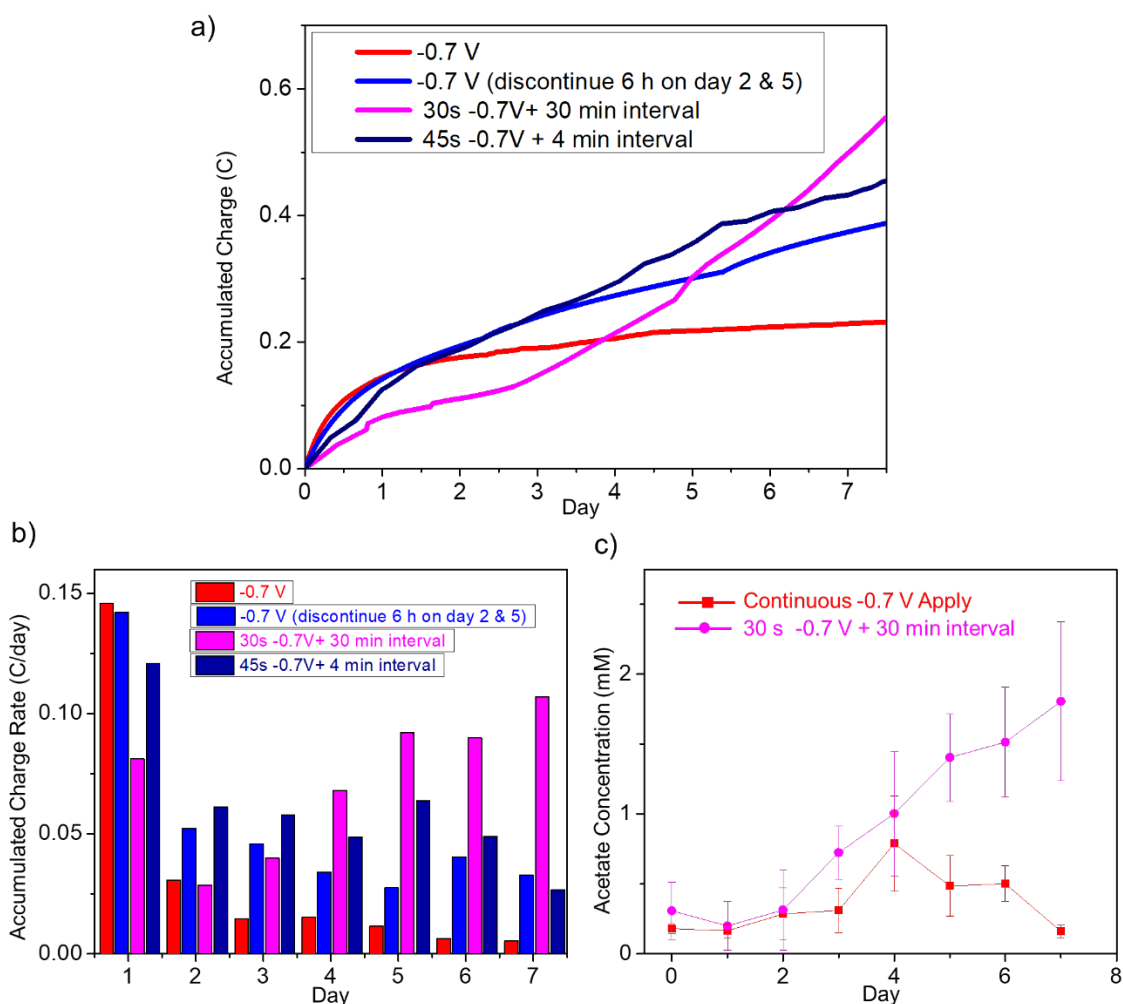 a)
-0.7 V
-0.7 V (discontinue 6 h on day 2 & 5)
30s -0.7V+ 30 min interval
45s -0.7V + 4 min interval
Accumulated Charge (C)
0.6
0.4
0.2
0.0
0 1 2 3 4 5 6 7
Day
b)
-0.7 V
-0.7 V (discontinue 6 h on day 2 & 5)
30s -0.7V+ 30 min interval
45s -0.7V+ 4 min interval
Accumulated Charge Rate (C/day)
0.15
0.10
0.05
0.00
1 2 3 4 5 6 7
Day
c)
Continuous -0.7 V Apply
30 s -0.7 V + 30 min interval
Acetate Concentration (mM)
2
1
0
0 2 4 6 8
Day